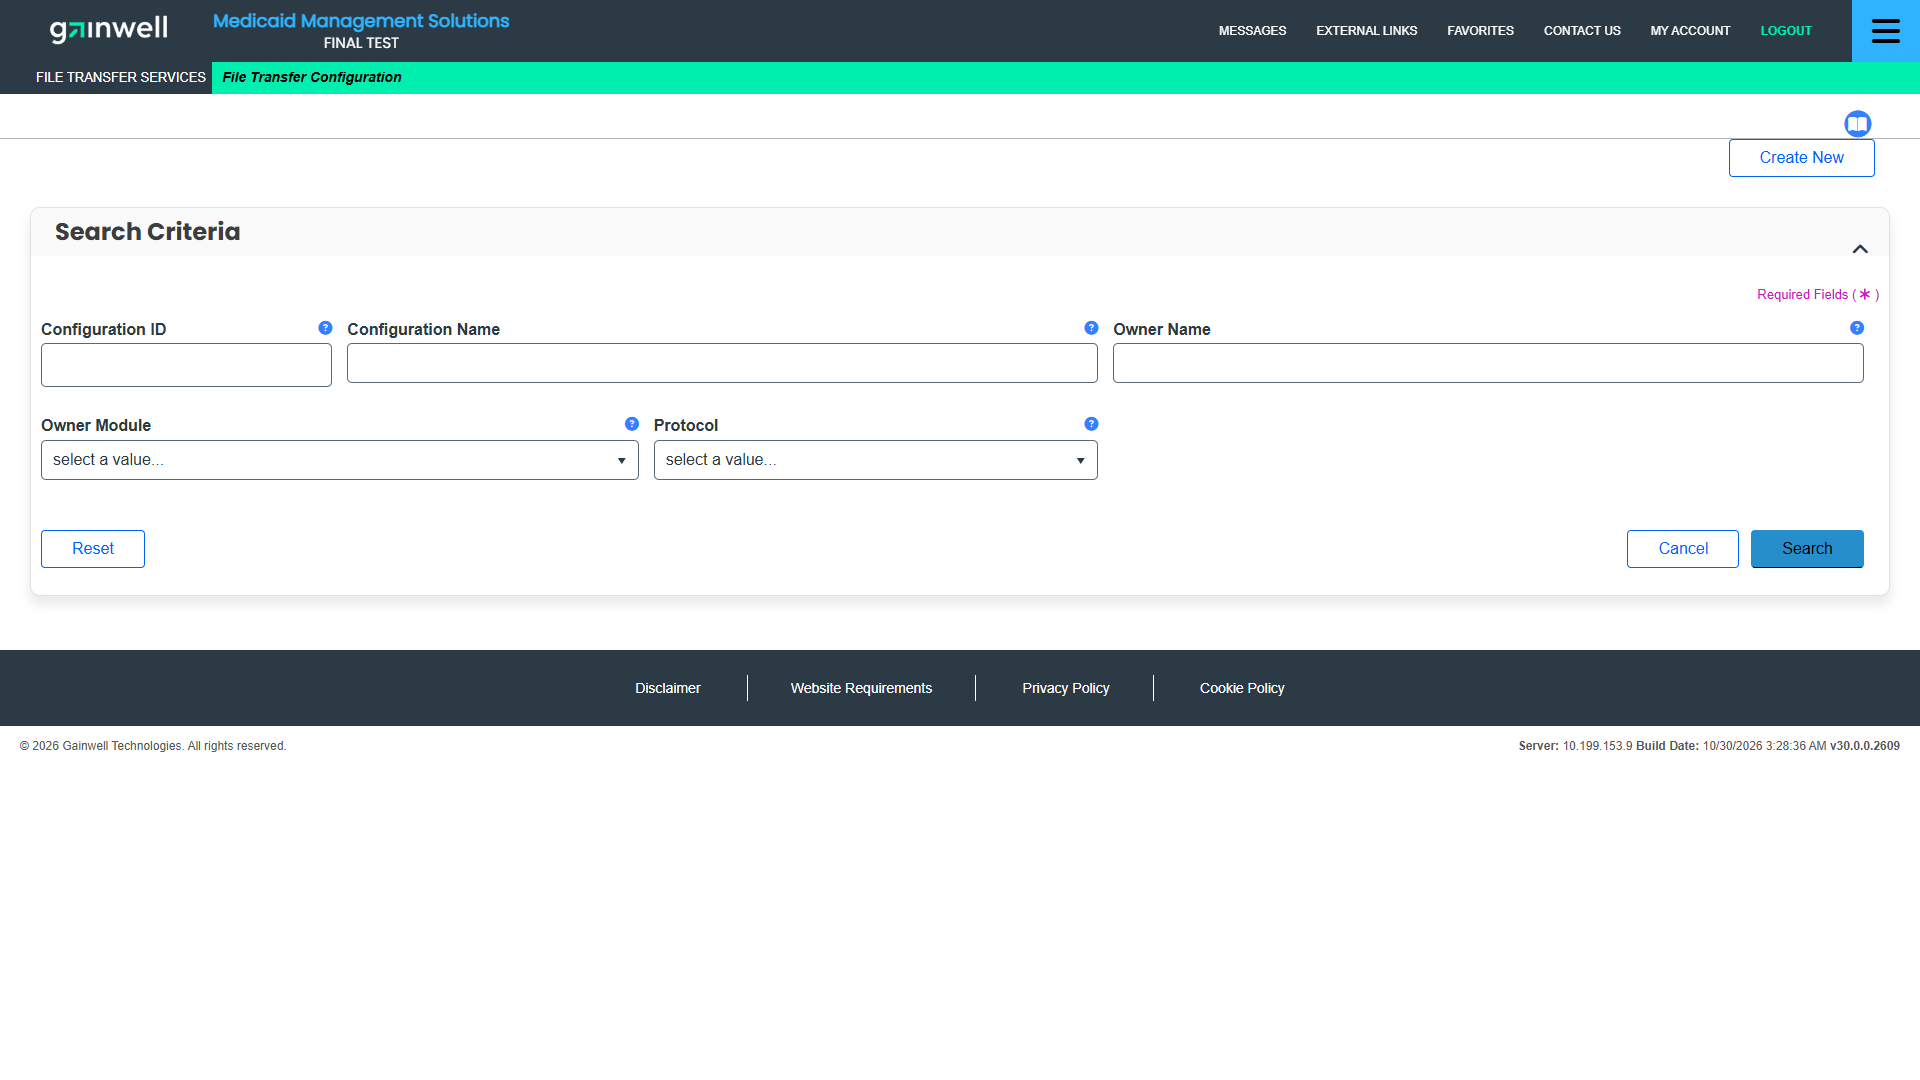 gainwell
Medicaid Management Solutions
FINAL TEST
MESSAGES
EXTERNAL LINKS
FAVORITES
CONTACT US
MY ACCOUNT
LOGOUT
FILE TRANSFER SERVICES
File Transfer Configuration
Create New
Search Criteria
Required Fields ( * )
Configuration ID
Configuration Name
Owner Name
Owner Module
Protocol
select a value...
select a value...
Reset
Cancel
Search
Disclaimer
Website Requirements
Privacy Policy
Cookie Policy
© 2026 Gainwell Technologies. All rights reserved.
Server: 10.199.153.9 Build Date: 10/30/2026 3:28:36 AM v30.0.0.2609